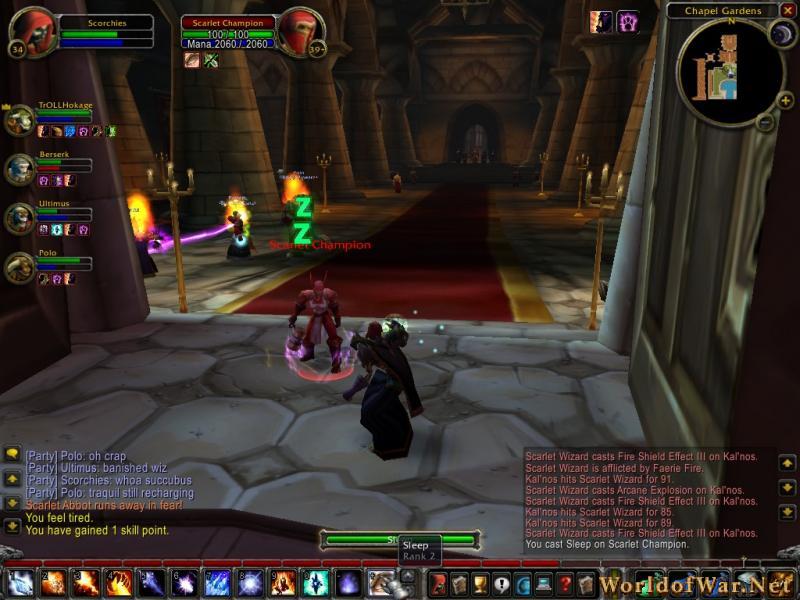 Scorchies
34
Scarlet Champion
100 / 100
Mana 2060 / 2060
39+
Chapel Gardens
N
TrOLLHokage
Berserk
Ultimus
Polo
Z
Z
Scarlet Champion
[Party] Polo: oh crap
[Party] Ultimus: banished wiz
[Party] Scorchies: whoa succubus
[Party] Polo: traquil still recharging
Scarlet Abbot runs away in fear!
You feel tired.
You have gained 1 skill point.
Scarlet Wizard casts Fire Shield Effect III on Kal'nos.
Scarlet Wizard is afflicted by Faerie Fire.
Kal'nos hits Scarlet Wizard for 91.
Scarlet Wizard casts Arcane Explosion on Kal'nos.
Scarlet Wizard casts Fire Shield Effect III on Kal'nos.
Kal'nos hits Scarlet Wizard for 85.
Kal'nos hits Scarlet Wizard for 89.
Scarlet Wizard casts Fire Shield Effect III on Kal'nos.
You cast Sleep on Scarlet Champion.
Sleep
Rank 2
WorldofWar.Net